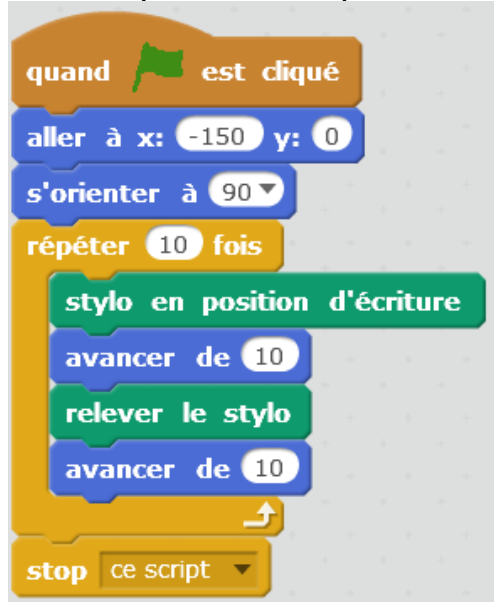 quand est cliqué
aller à x: -150 y: 0
s'orienter à 90
répéter 10 fois
stylo en position d'écriture
avancer de 10
relever le stylo
avancer de 10
stop ce script